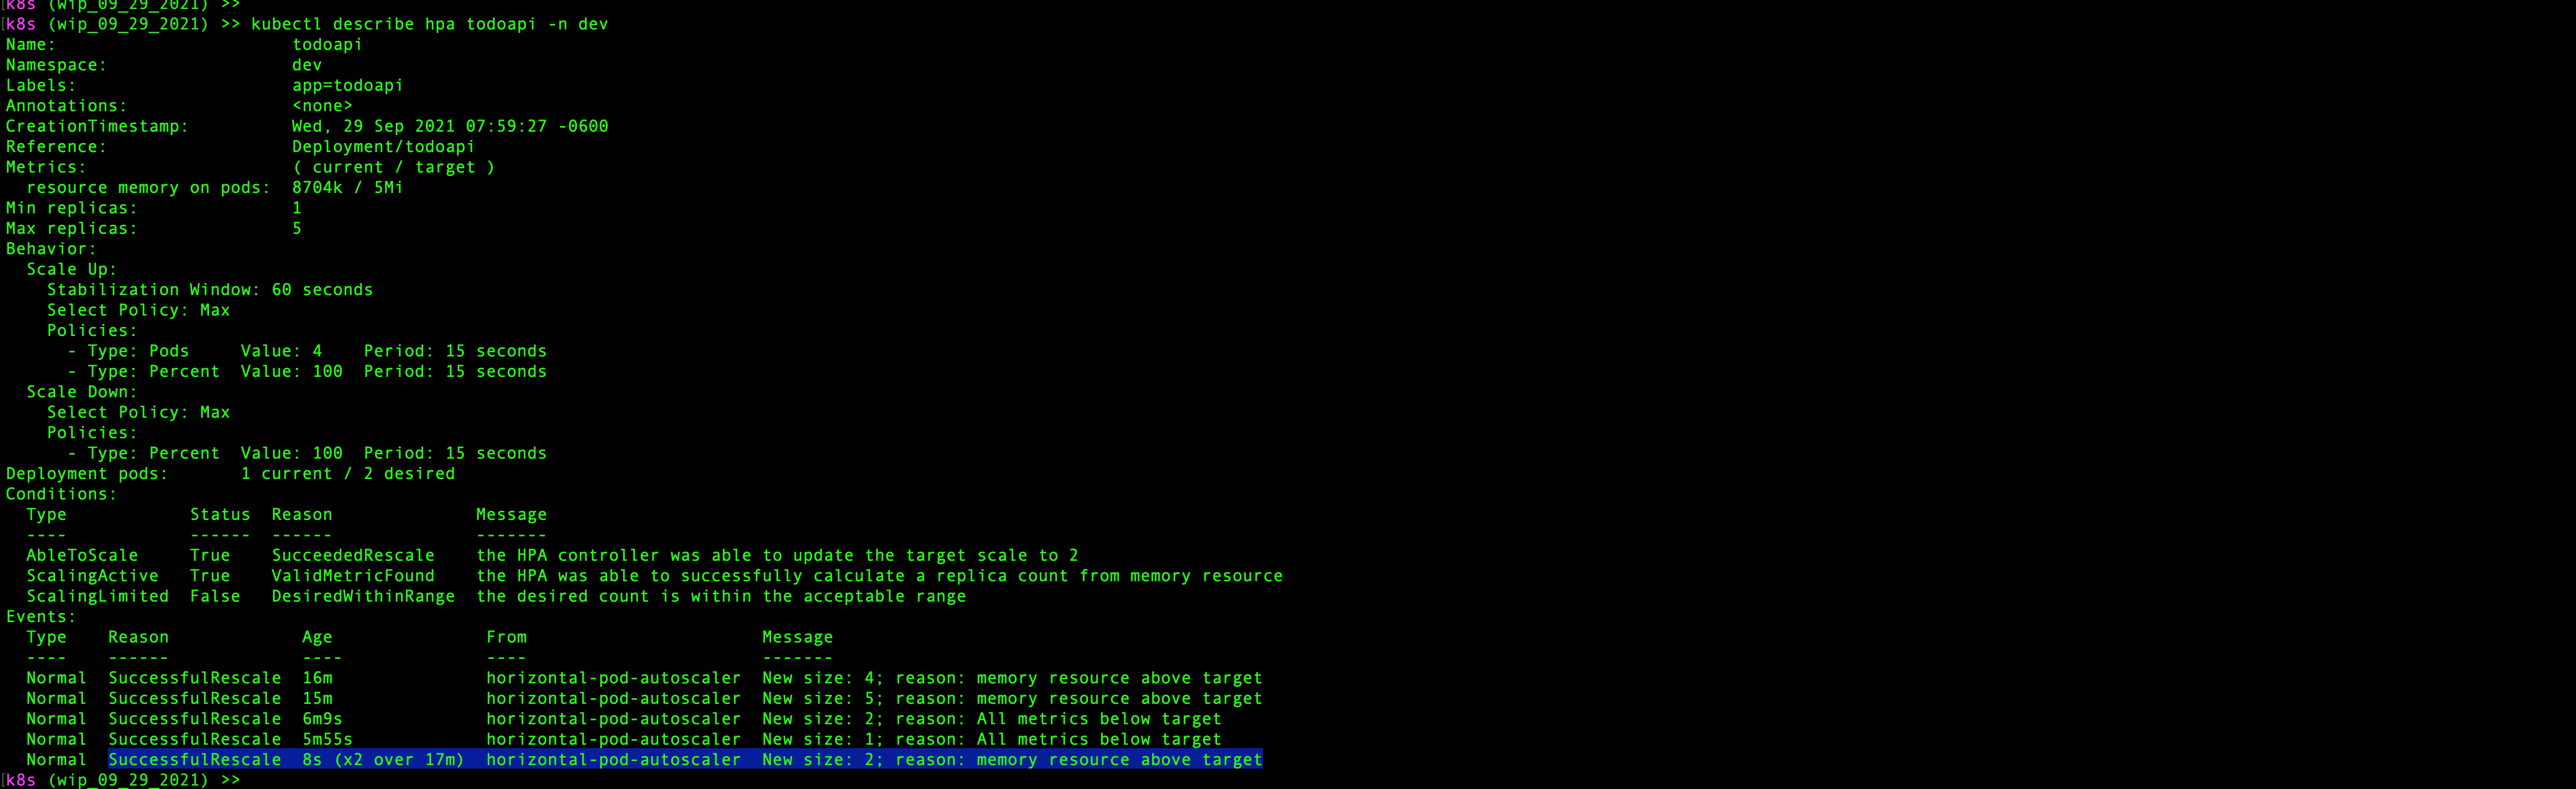 [k8s (wip_09_29_2021) >>
[k8s (wip_09_29_2021) >> kubectl describe hpa todoapi -n dev
Name:                       todoapi
Namespace:                  dev
Labels:                     app=todoapi
Annotations:                <none>
CreationTimestamp:          Wed, 29 Sep 2021 07:59:27 -0600
Reference:                  Deployment/todoapi
Metrics:                    ( current / target )
  resource memory on pods:  8704k / 5Mi
Min replicas:               1
Max replicas:               5
Behavior:
  Scale Up:
    Stabilization Window: 60 seconds
    Select Policy: Max
    Policies:
      - Type: Pods     Value: 4    Period: 15 seconds
      - Type: Percent  Value: 100  Period: 15 seconds
  Scale Down:
    Select Policy: Max
    Policies:
      - Type: Percent  Value: 100  Period: 15 seconds
Deployment pods:       1 current / 2 desired
Conditions:
  Type            Status  Reason              Message
  ----            ------  ------              -------
  AbleToScale     True    SucceededRescale    the HPA controller was able to update the target scale to 2
  ScalingActive   True    ValidMetricFound    the HPA was able to successfully calculate a replica count from memory resource
  ScalingLimited  False   DesiredWithinRange  the desired count is within the acceptable range
Events:
  Type    Reason             Age               From                       Message
  ----    ------             ----              ----                       -------
  Normal  SuccessfulRescale  16m               horizontal-pod-autoscaler  New size: 4; reason: memory resource above target
  Normal  SuccessfulRescale  15m               horizontal-pod-autoscaler  New size: 5; reason: memory resource above target
  Normal  SuccessfulRescale  6m9s              horizontal-pod-autoscaler  New size: 2; reason: All metrics below target
  Normal  SuccessfulRescale  5m55s             horizontal-pod-autoscaler  New size: 1; reason: All metrics below target
  Normal  SuccessfulRescale  8s (x2 over 17m)  horizontal-pod-autoscaler  New size: 2; reason: memory resource above target
[k8s (wip_09_29_2021) >>